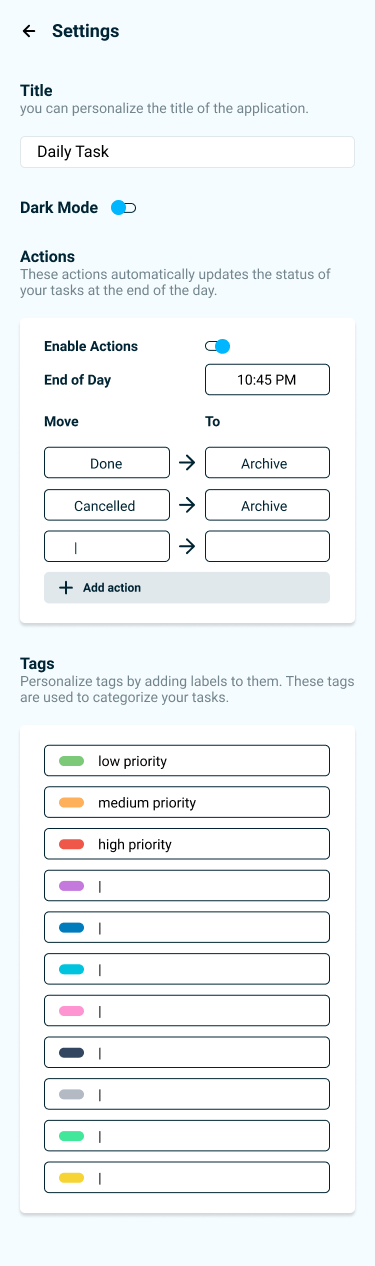 Settings
Title
you can personalize the title of the application.
Daily Task
Dark Mode
Actions
These actions automatically updates the status of
your tasks at the end of the day.
Enable Actions
End of Day 10:45 PM
Move To
Done Archive
Cancelled Archive
|
Add action
Tags
Personalize tags by adding labels to them. These tags
are used to categorize your tasks.
low priority
medium priority
high priority
|
|
|
|
|
|
|
|